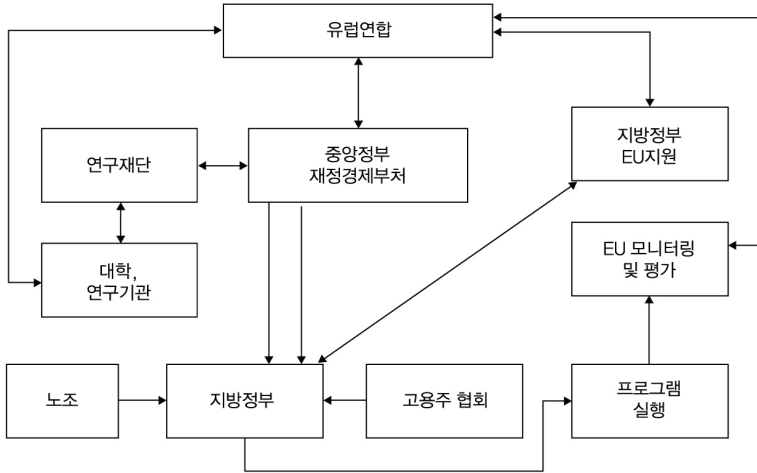 유럽연합
연구재단
중앙정부
재정경제부처
지방정부
EU지원
대학,
연구기관
EU 모니터링
및 평가
노조
지방정부
고용주 협회
프로그램
실행